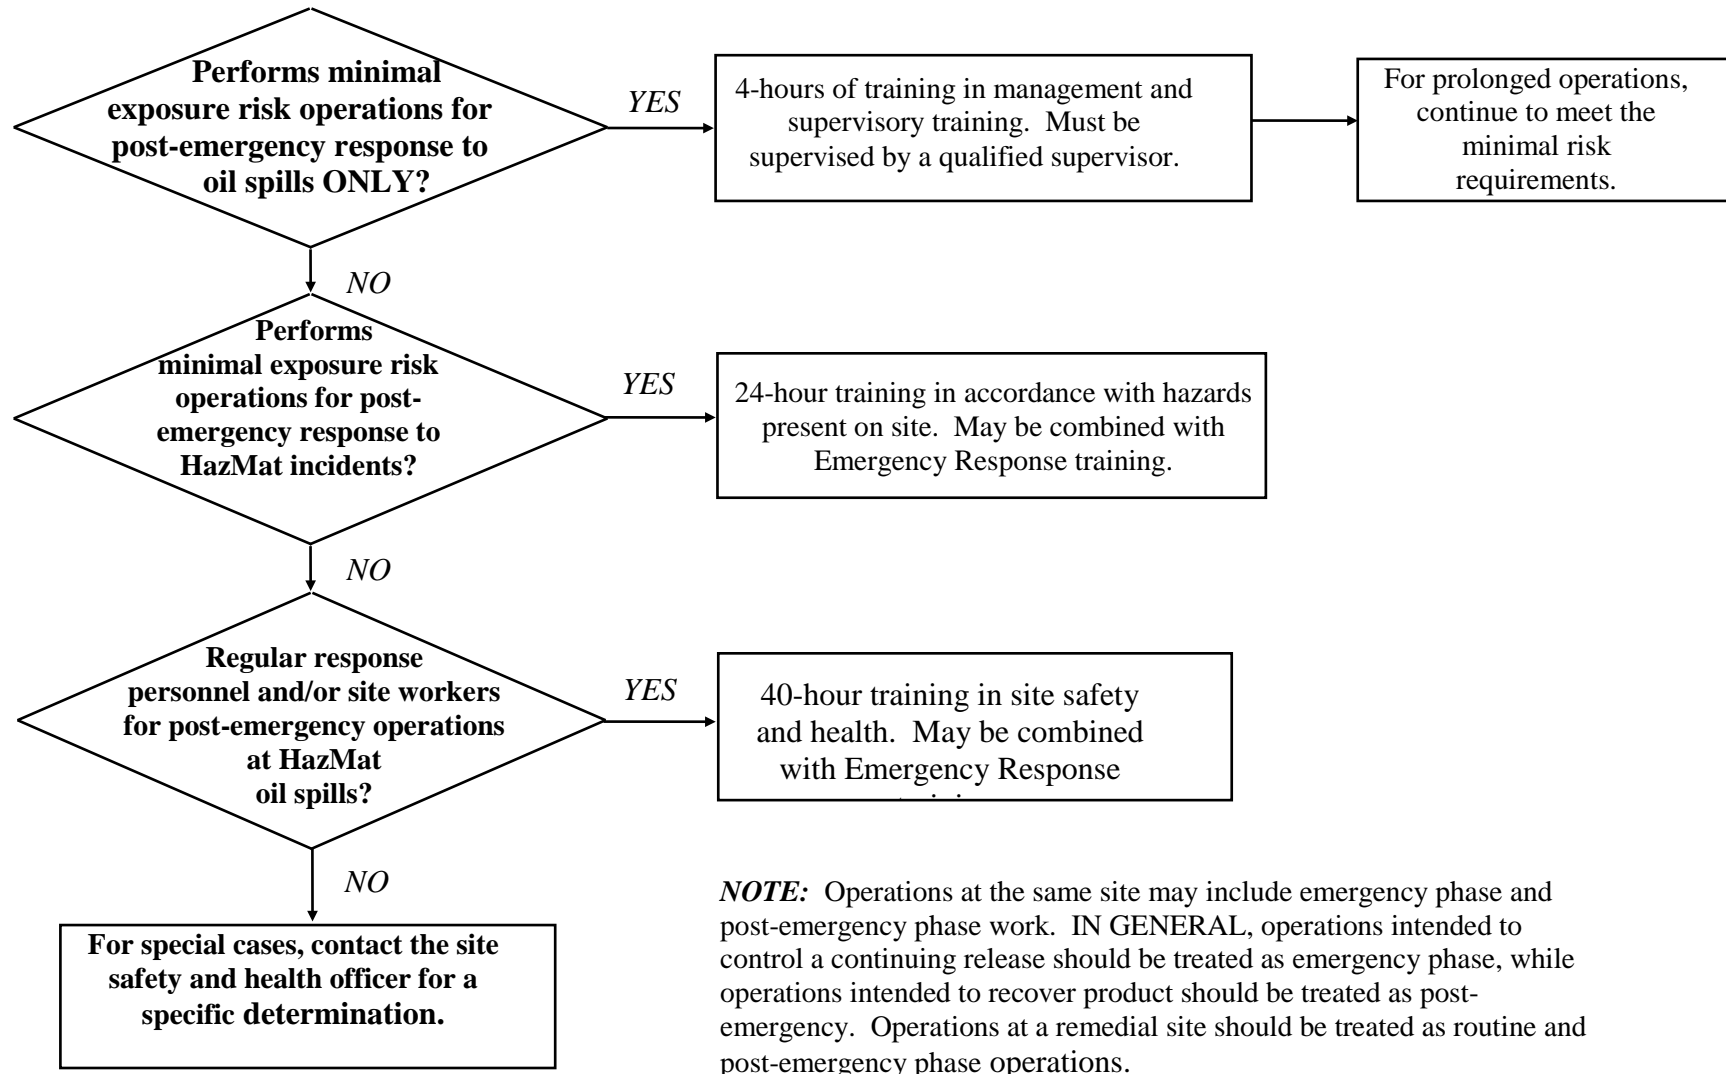 Performs minimal
exposure risk operations for
post-emergency response to
oil spills ONLY?
YES
4-hours of training in management and
supervisory training. Must be
supervised by a qualified supervisor.
For prolonged operations,
continue to meet the
minimal risk
requirements.
NO
Performs
minimal exposure risk
operations for post-
emergency response to
HazMat incidents?
YES
24-hour training in accordance with hazards
present on site. May be combined with
Emergency Response training.
NO
Regular response
personnel and/or site workers
for post-emergency operations
at HazMat
oil spills?
YES
40-hour training in site safety
and health. May be combined
with Emergency Response
NO
For special cases, contact the site
safety and health officer for a
specific determination.
NOTE: Operations at the same site may include emergency phase and
post-emergency phase work. IN GENERAL, operations intended to
control a continuing release should be treated as emergency phase, while
operations intended to recover product should be treated as post-
emergency. Operations at a remedial site should be treated as routine and
post-emergency phase operations.